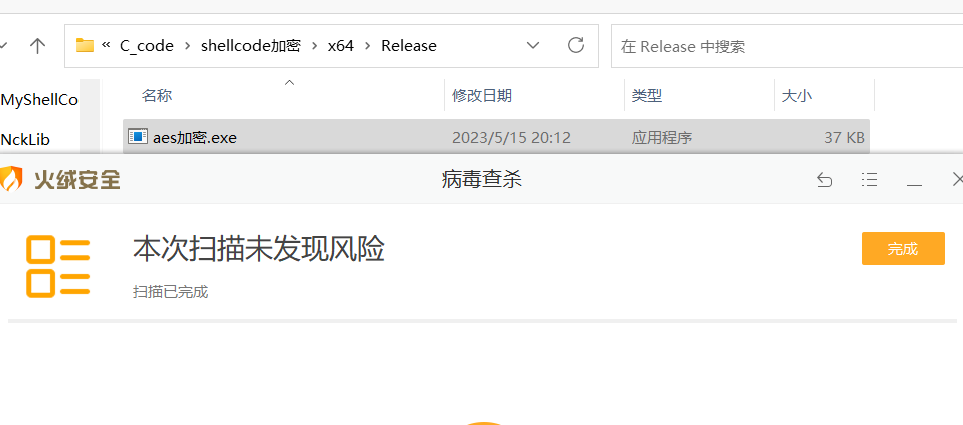 « C_code › shellcode加密 › x64 › Release
在 Release 中搜索
名称 修改日期 类型 大小
MyShellCo
aes加密.exe 2023/5/15 20:12 应用程序 37 KB
NckLib
火绒安全 病毒查杀
本次扫描未发现风险
完成
扫描已完成